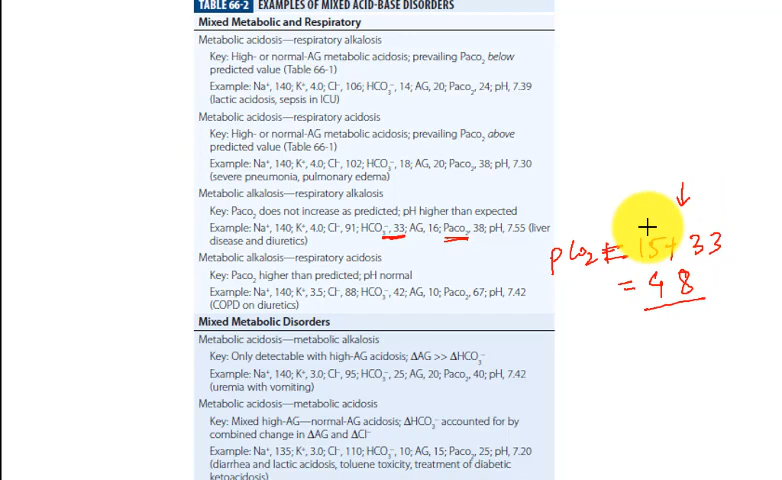 TABLE 66-2 EXAMPLES OF MIXED ACID-BASE DISORDERS
Mixed Metabolic and Respiratory
Metabolic acidosis—respiratory alkalosis
Key: High- or normal-AG metabolic acidosis; prevailing Paco₂ below
predicted value (Table 66-1)
Example: Na⁺, 140; K⁺, 4.0; Cl⁻, 106; HCO₃⁻, 14; AG, 20; Paco₂, 24; pH, 7.39
(lactic acidosis, sepsis in ICU)
Metabolic acidosis—respiratory acidosis
Key: High- or normal-AG metabolic acidosis; prevailing Paco₂ above
predicted value (Table 66-1)
Example: Na⁺, 140; K⁺, 4.0; Cl⁻, 102; HCO₃⁻, 18; AG, 20; Paco₂, 38; pH, 7.30
(severe pneumonia, pulmonary edema)
Metabolic alkalosis—respiratory alkalosis
Key: Paco₂ does not increase as predicted; pH higher than expected
Example: Na⁺, 140; K⁺, 4.0; Cl⁻, 91; HCO₃⁻, 33; AG, 16; Paco₂, 38; pH, 7.55 (liver
disease and diuretics)
pCO₂ = 15+ 33
= 48
Metabolic alkalosis—respiratory acidosis
Key: Paco₂ higher than predicted; pH normal
Example: Na⁺, 140; K⁺, 3.5; Cl⁻, 88; HCO₃⁻, 42; AG, 10; Paco₂, 67; pH, 7.42
(COPD on diuretics)
Mixed Metabolic Disorders
Metabolic acidosis—metabolic alkalosis
Key: Only detectable with high-AG acidosis; ΔAG >> ΔHCO₃⁻
Example: Na⁺, 140; K⁺, 3.0; Cl⁻, 95; HCO₃⁻, 25; AG, 20; Paco₂, 40; pH, 7.42
(uremia with vomiting)
Metabolic acidosis—metabolic acidosis
Key: Mixed high-AG—normal-AG acidosis; ΔHCO₃⁻ accounted for by
combined change in ΔAG and ΔCl⁻
Example: Na⁺, 135; K⁺, 3.0; Cl⁻, 110; HCO₃⁻, 10; AG, 15; Paco₂, 25; pH, 7.20
(diarrhea and lactic acidosis, toluene toxicity, treatment of diabetic
ketoacidosis)